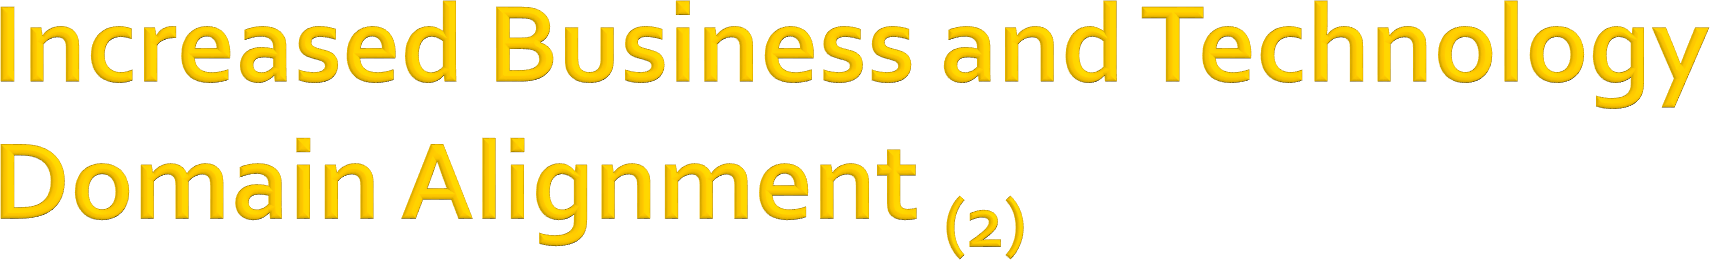 Increased Business and Technology
Domain Alignment (2)